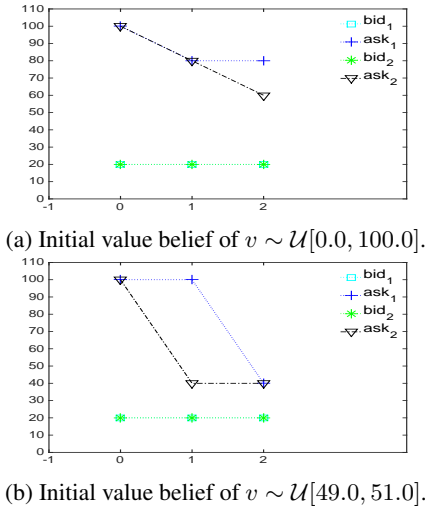 110
100
90
80
70
60
50
40
30
20
10
0
-1 0 1 2
bid1
ask1
bid2
ask2
(a) Initial value belief of v ∼ 𝒰[0.0, 100.0].
110
100
90
80
70
60
50
40
30
20
10
0
-1 0 1 2
bid1
ask1
bid2
ask2
(b) Initial value belief of v ∼ 𝒰[49.0, 51.0].